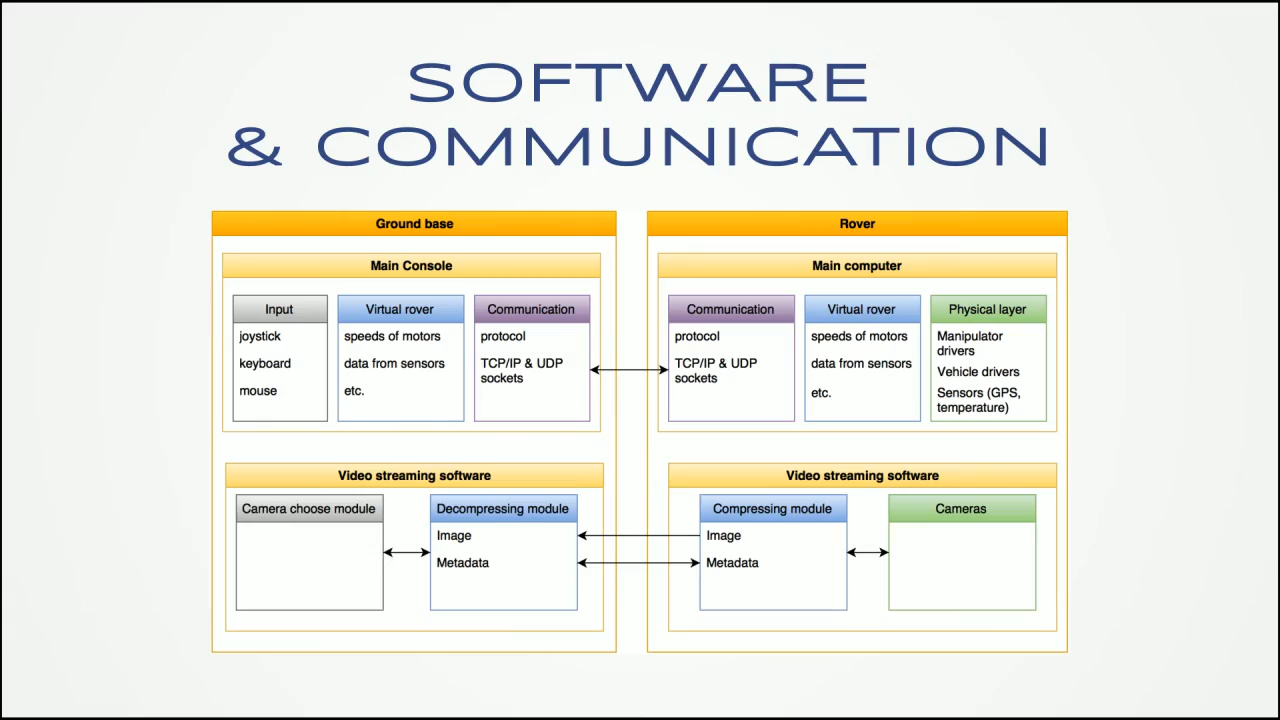 SOFTWARE
& COMMUNICATION
Ground base
Main Console
Input
joystick
keyboard
mouse
Virtual rover
speeds of motors
data from sensors
etc.
Communication
protocol
TCP/IP & UDP
sockets
Video streaming software
Camera choose module
Decompressing module
Image
Metadata
Rover
Main computer
Communication
protocol
TCP/IP & UDP
sockets
Virtual rover
speeds of motors
data from sensors
etc.
Physical layer
Manipulator
drivers
Vehicle drivers
Sensors (GPS,
temperature)
Video streaming software
Compressing module
Image
Metadata
Cameras